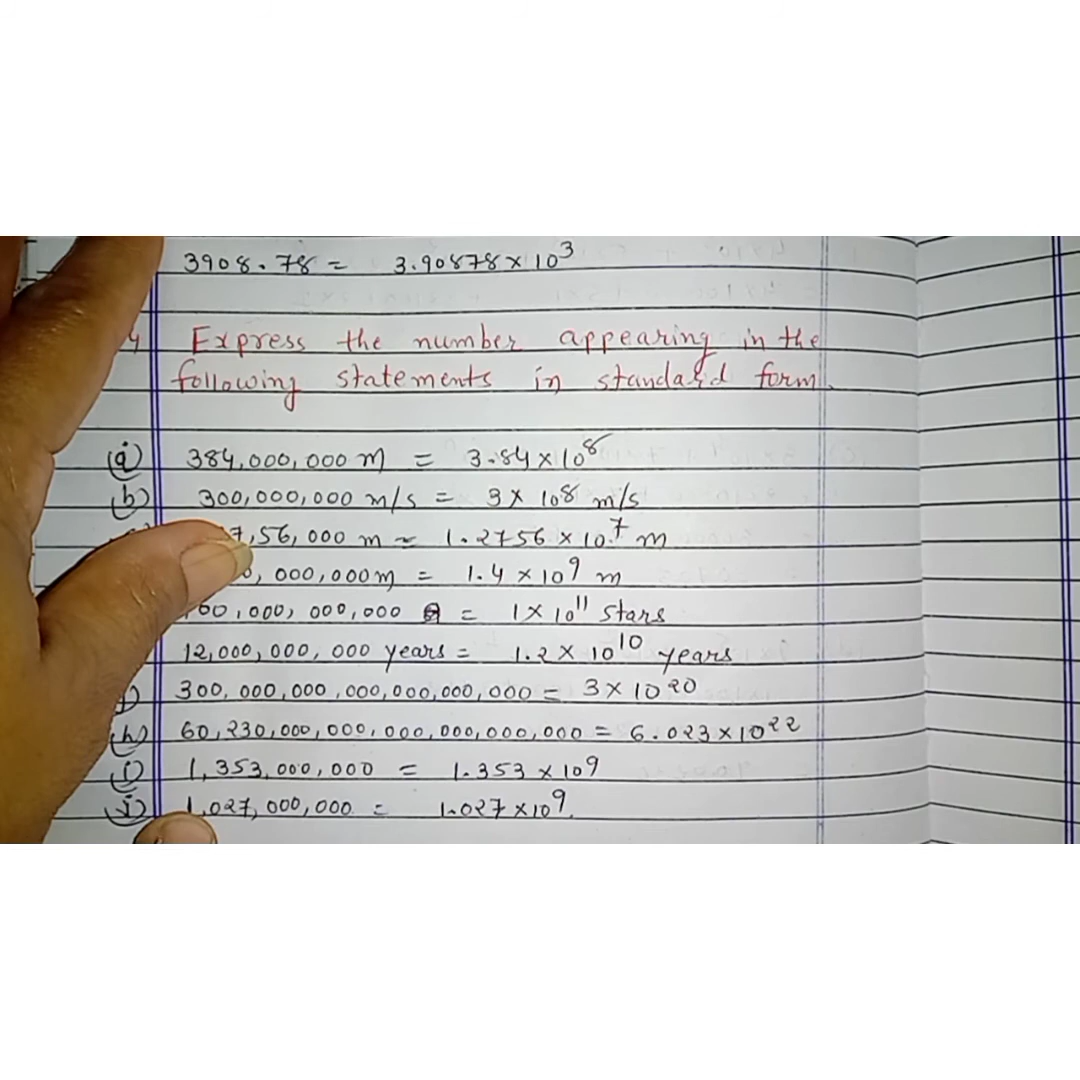 3908.78 = 3.90878 × 10³
4 Express the number appearing in the
following statements in standard form.
(a) 384,000,000 m = 3.84 × 10⁸
(b) 300,000,000 m/s = 3 × 10⁸ m/s
7,56,000 m = 1.2756 × 10⁷ m
0,000,000 m = 1.4 × 10⁹ m
100,000,000,000 = 1 × 10¹¹ stars
12,000,000,000 years = 1.2 × 10¹⁰ years
300,000,000,000,000,000,000 = 3 × 10²⁰
(h) 60,230,000,000,000,000,000,000 = 6.023 × 10²²
(i) 1,353,000,000 = 1.353 × 10⁹
(j) 1,027,000,000 = 1.027 × 10⁹